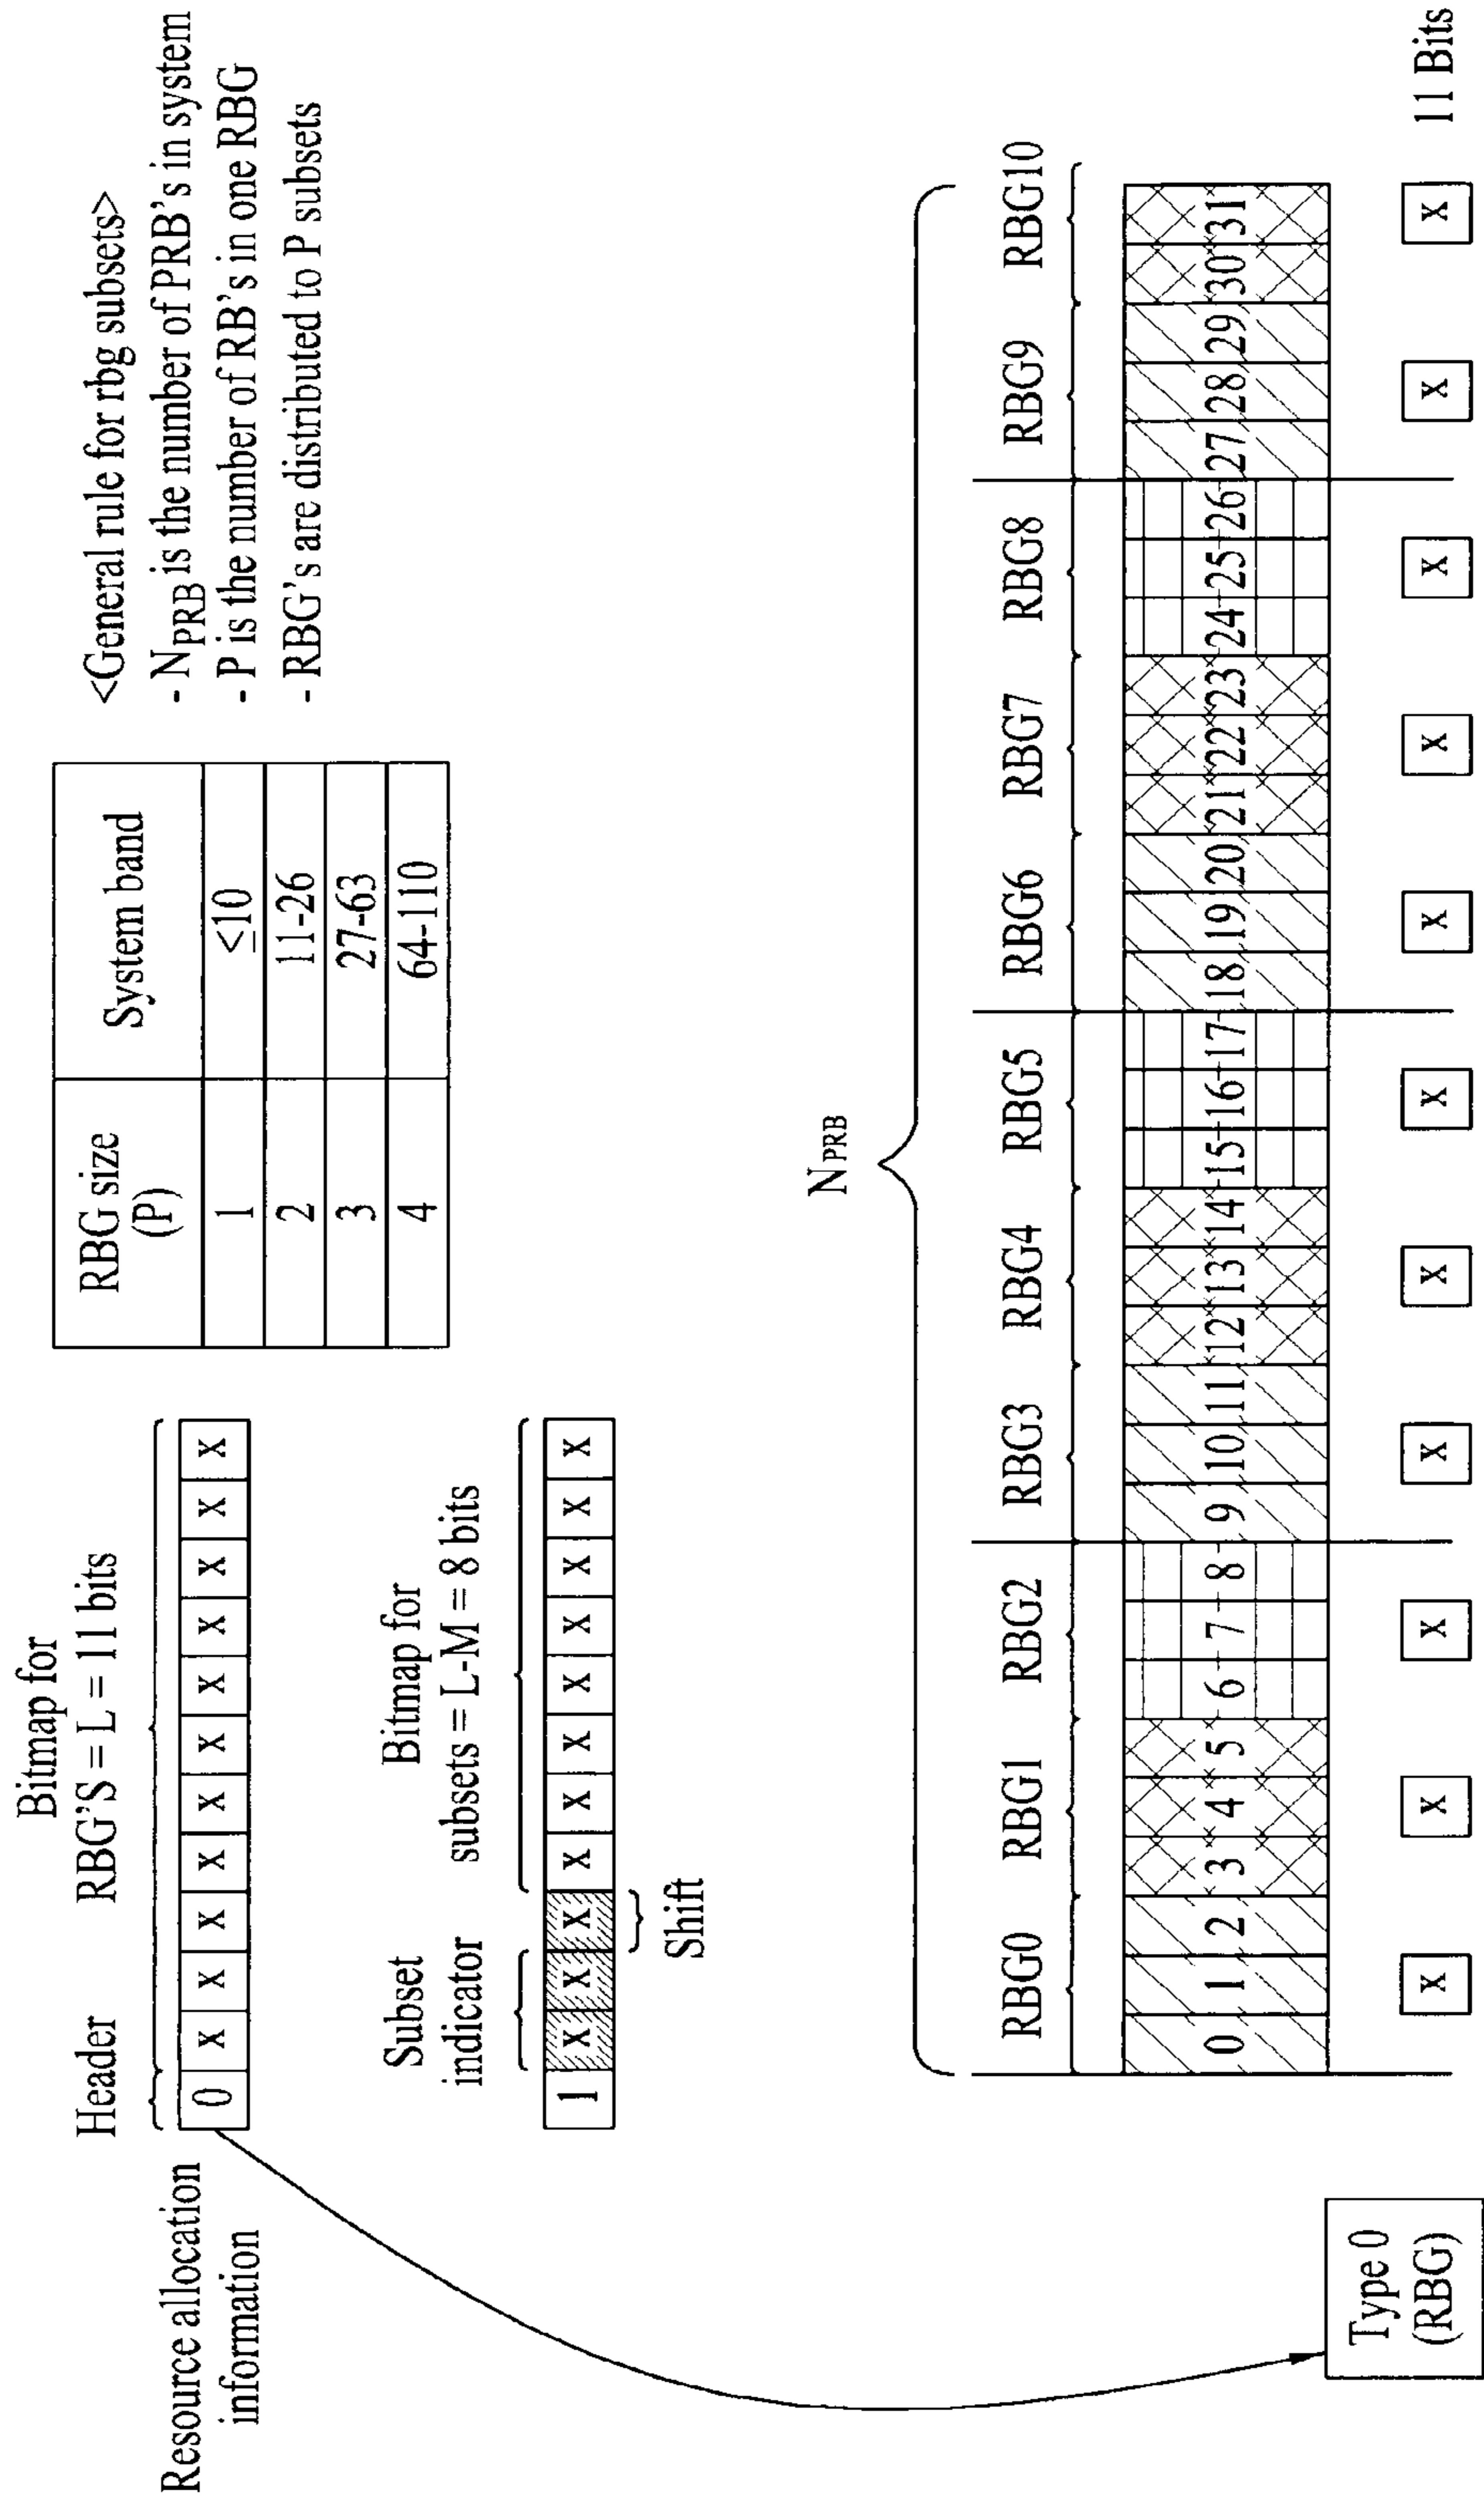 Resource allocation
information
Header
Bitmap for
RBG'S = L = 11 bits
0 x x x x x x x x x x x
Subset
indicator
Bitmap for
subsets = L-M = 8 bits
1 x x x x x x x x x x x
Shift
RBG size
(P)
System band
1 ≤10
2 11-26
3 27-63
4 64-110
<General rule for rbg subsets>
- NPRB is the number of PRB's in system
- P is the number of RB's in one RBG
- RBG's are distributed to P subsets
NPRB
RBG0 RBG1 RBG2 RBG3 RBG4 RBG5 RBG6 RBG7 RBG8 RBG9 RBG10
0 1 2 3 4 5 6 7 8 9 10 11 12 13 14 15 16 17 18 19 20 21 22 23 24 25 26 27 28 29 30 31
Type 0
(RBG)
x x x x x x x x x x x
11 Bits